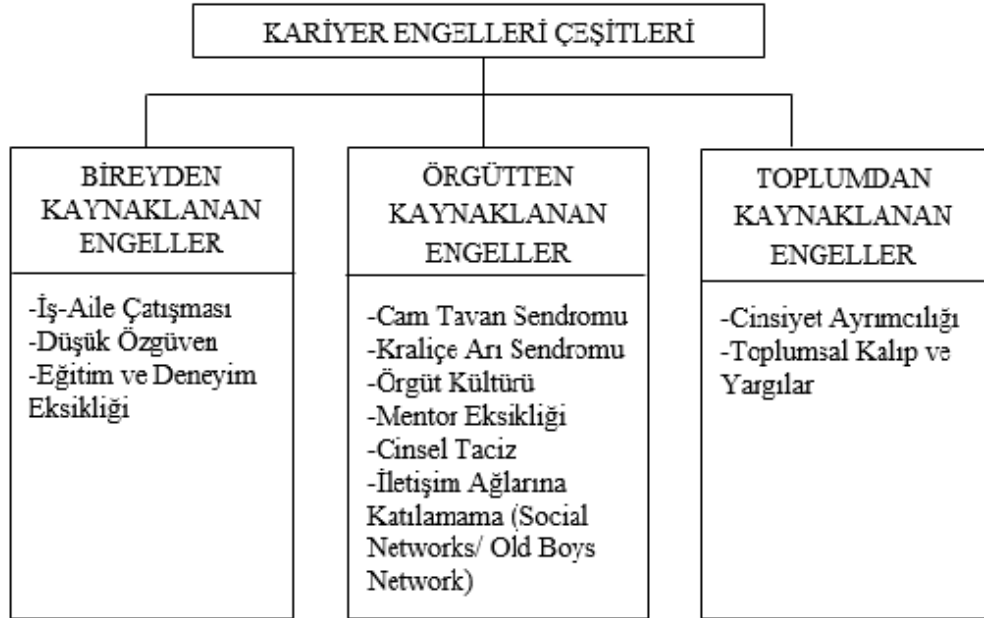 KARİYER ENGELLERİ ÇEŞİTLERİ
BİREYDEN
KAYNAKLANAN
ENGELLER
-İş-Aile Çatışması
-Düşük Özgüven
-Eğitim ve Deneyim
Eksikliği
ÖRGÜTTEN
KAYNAKLANAN
ENGELLER
-Cam Tavan Sendromu
-Kraliçe Arı Sendromu
-Örgüt Kültürü
-Mentor Eksikliği
-Cinsel Taciz
-İletişim Ağlarına
Katılamama (Social
Networks/ Old Boys
Network)
TOPLUMDAN
KAYNAKLANAN
ENGELLER
-Cinsiyet Ayrımcılığı
-Toplumsal Kalıp ve
Yargılar